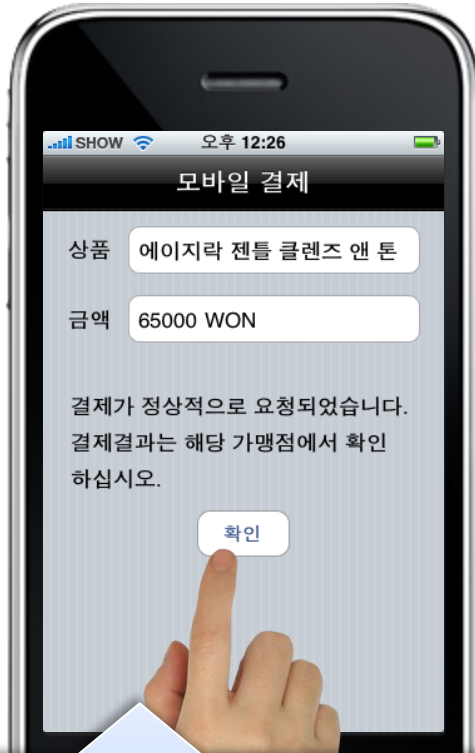 SHOW 오후 12:26
모바일 결제
상품 에이지락 젠틀 클렌즈 앤 톤
금액 65000 WON
결제가 정상적으로 요청되었습니다.
결제결과는 해당 가맹점에서 확인
하십시오.
확인